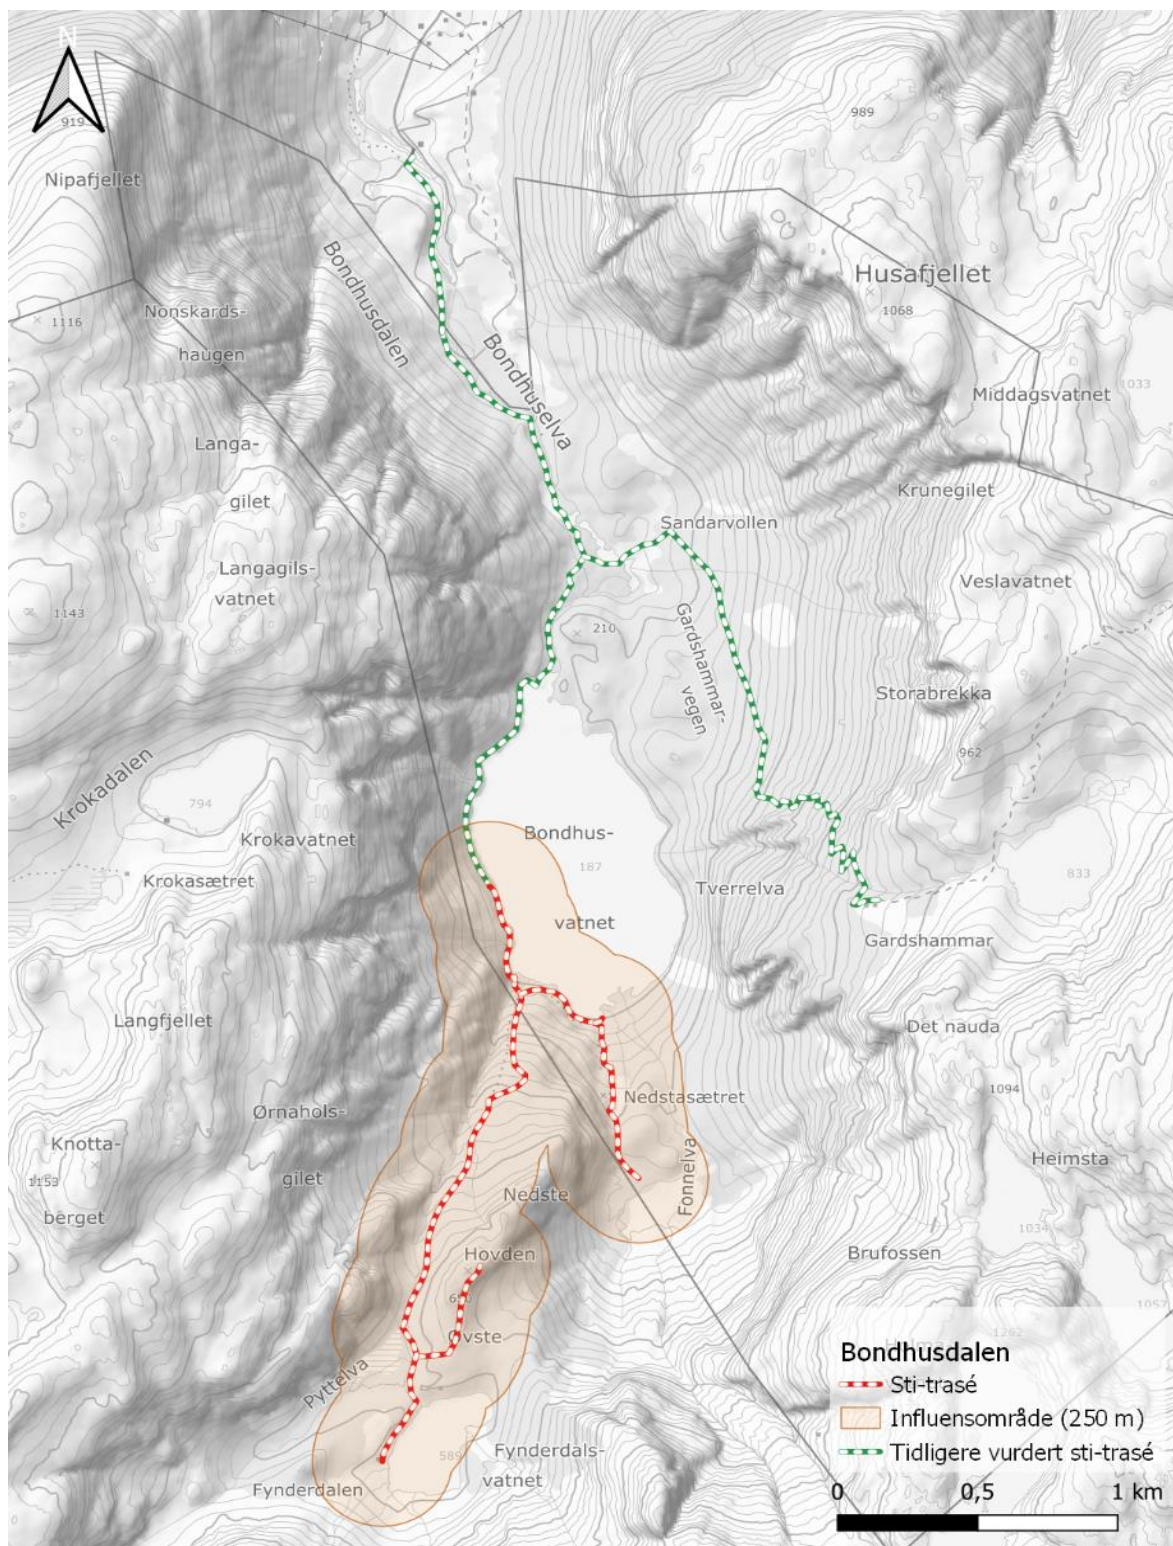 N
919
989
Nipafjellet
Husafjellet
Bondhusdalen
Nonskards-
haugen
1116
1068
Bondhuselva
Middagsvatnet
1033
Langa-
gilet
Krunegilet
Sandarvollen
Langagils-
vatnet
Veslavatnet
1143
210
Gardshammar-
vegen
Storabrekka
962
Krokadalen
794
Krokavatnet
Bondhus-
187
vatnet
833
Krokasætret
Tverrelva
Gardshammar
Langfjellet
Det nauda
1094
Nedstasætret
Ørnahols-
gilet
Knotta-
1153
berget
Heimsta
Fonnelva
Nedste
1034
Hovden
Brufossen
Øvste
1057
1262
Pyttelva
589
Fynderdals-
vatnet
Fynderdalen
Bondhusdalen
Sti-trasé
Influensområde (250 m)
Tidligere vurdert sti-trasé
0 0,5 1 km